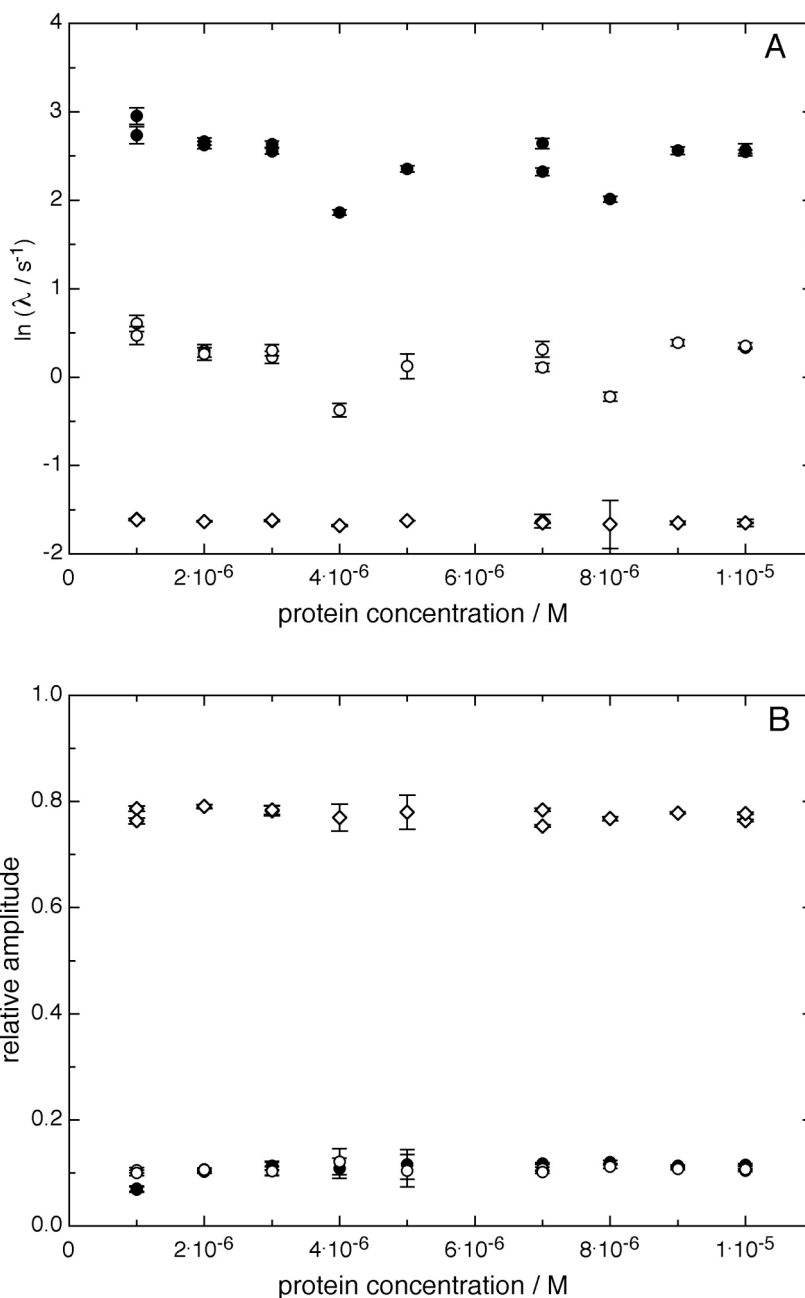 A
4
3
2
1
0
-1
-2
ln (λ / s⁻¹)
0 2·10⁻⁶ 4·10⁻⁶ 6·10⁻⁶ 8·10⁻⁶ 1·10⁻⁵
protein concentration / M
B
1.0
0.8
0.6
0.4
0.2
0.0
relative amplitude
0 2·10⁻⁶ 4·10⁻⁶ 6·10⁻⁶ 8·10⁻⁶ 1·10⁻⁵
protein concentration / M